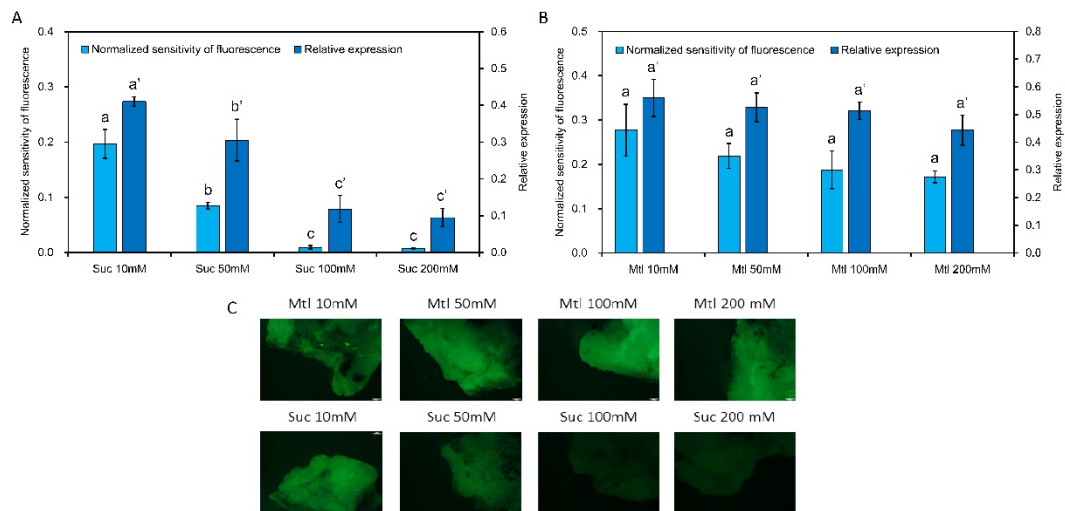 A
Normalized sensitivity of fluorescence
0.4
0.3
0.2
0.1
0.0
Normalized sensitivity of fluorescence
Relative expression
a
a'
b
b'
c
c'
c
c'
Suc 10mM
Suc 50mM
Suc 100mM
Suc 200mM
0.6
0.5
0.4
0.3
0.2
0.1
0.0
Relative expression
B
Normalized sensitivity of fluorescence
0.5
0.4
0.3
0.2
0.1
0.0
Normalized sensitivity of fluorescence
Relative expression
a
a'
a
a'
a
a'
a
a'
Mtl 10mM
Mtl 50mM
Mtl 100mM
Mtl 200mM
0.8
0.7
0.6
0.5
0.4
0.3
0.2
0.1
0.0
Relative expression
C
Mtl 10mM
Mtl 50mM
Mtl 100mM
Mtl 200 mM
Suc 10mM
Suc 50mM
Suc 100mM
Suc 200 mM